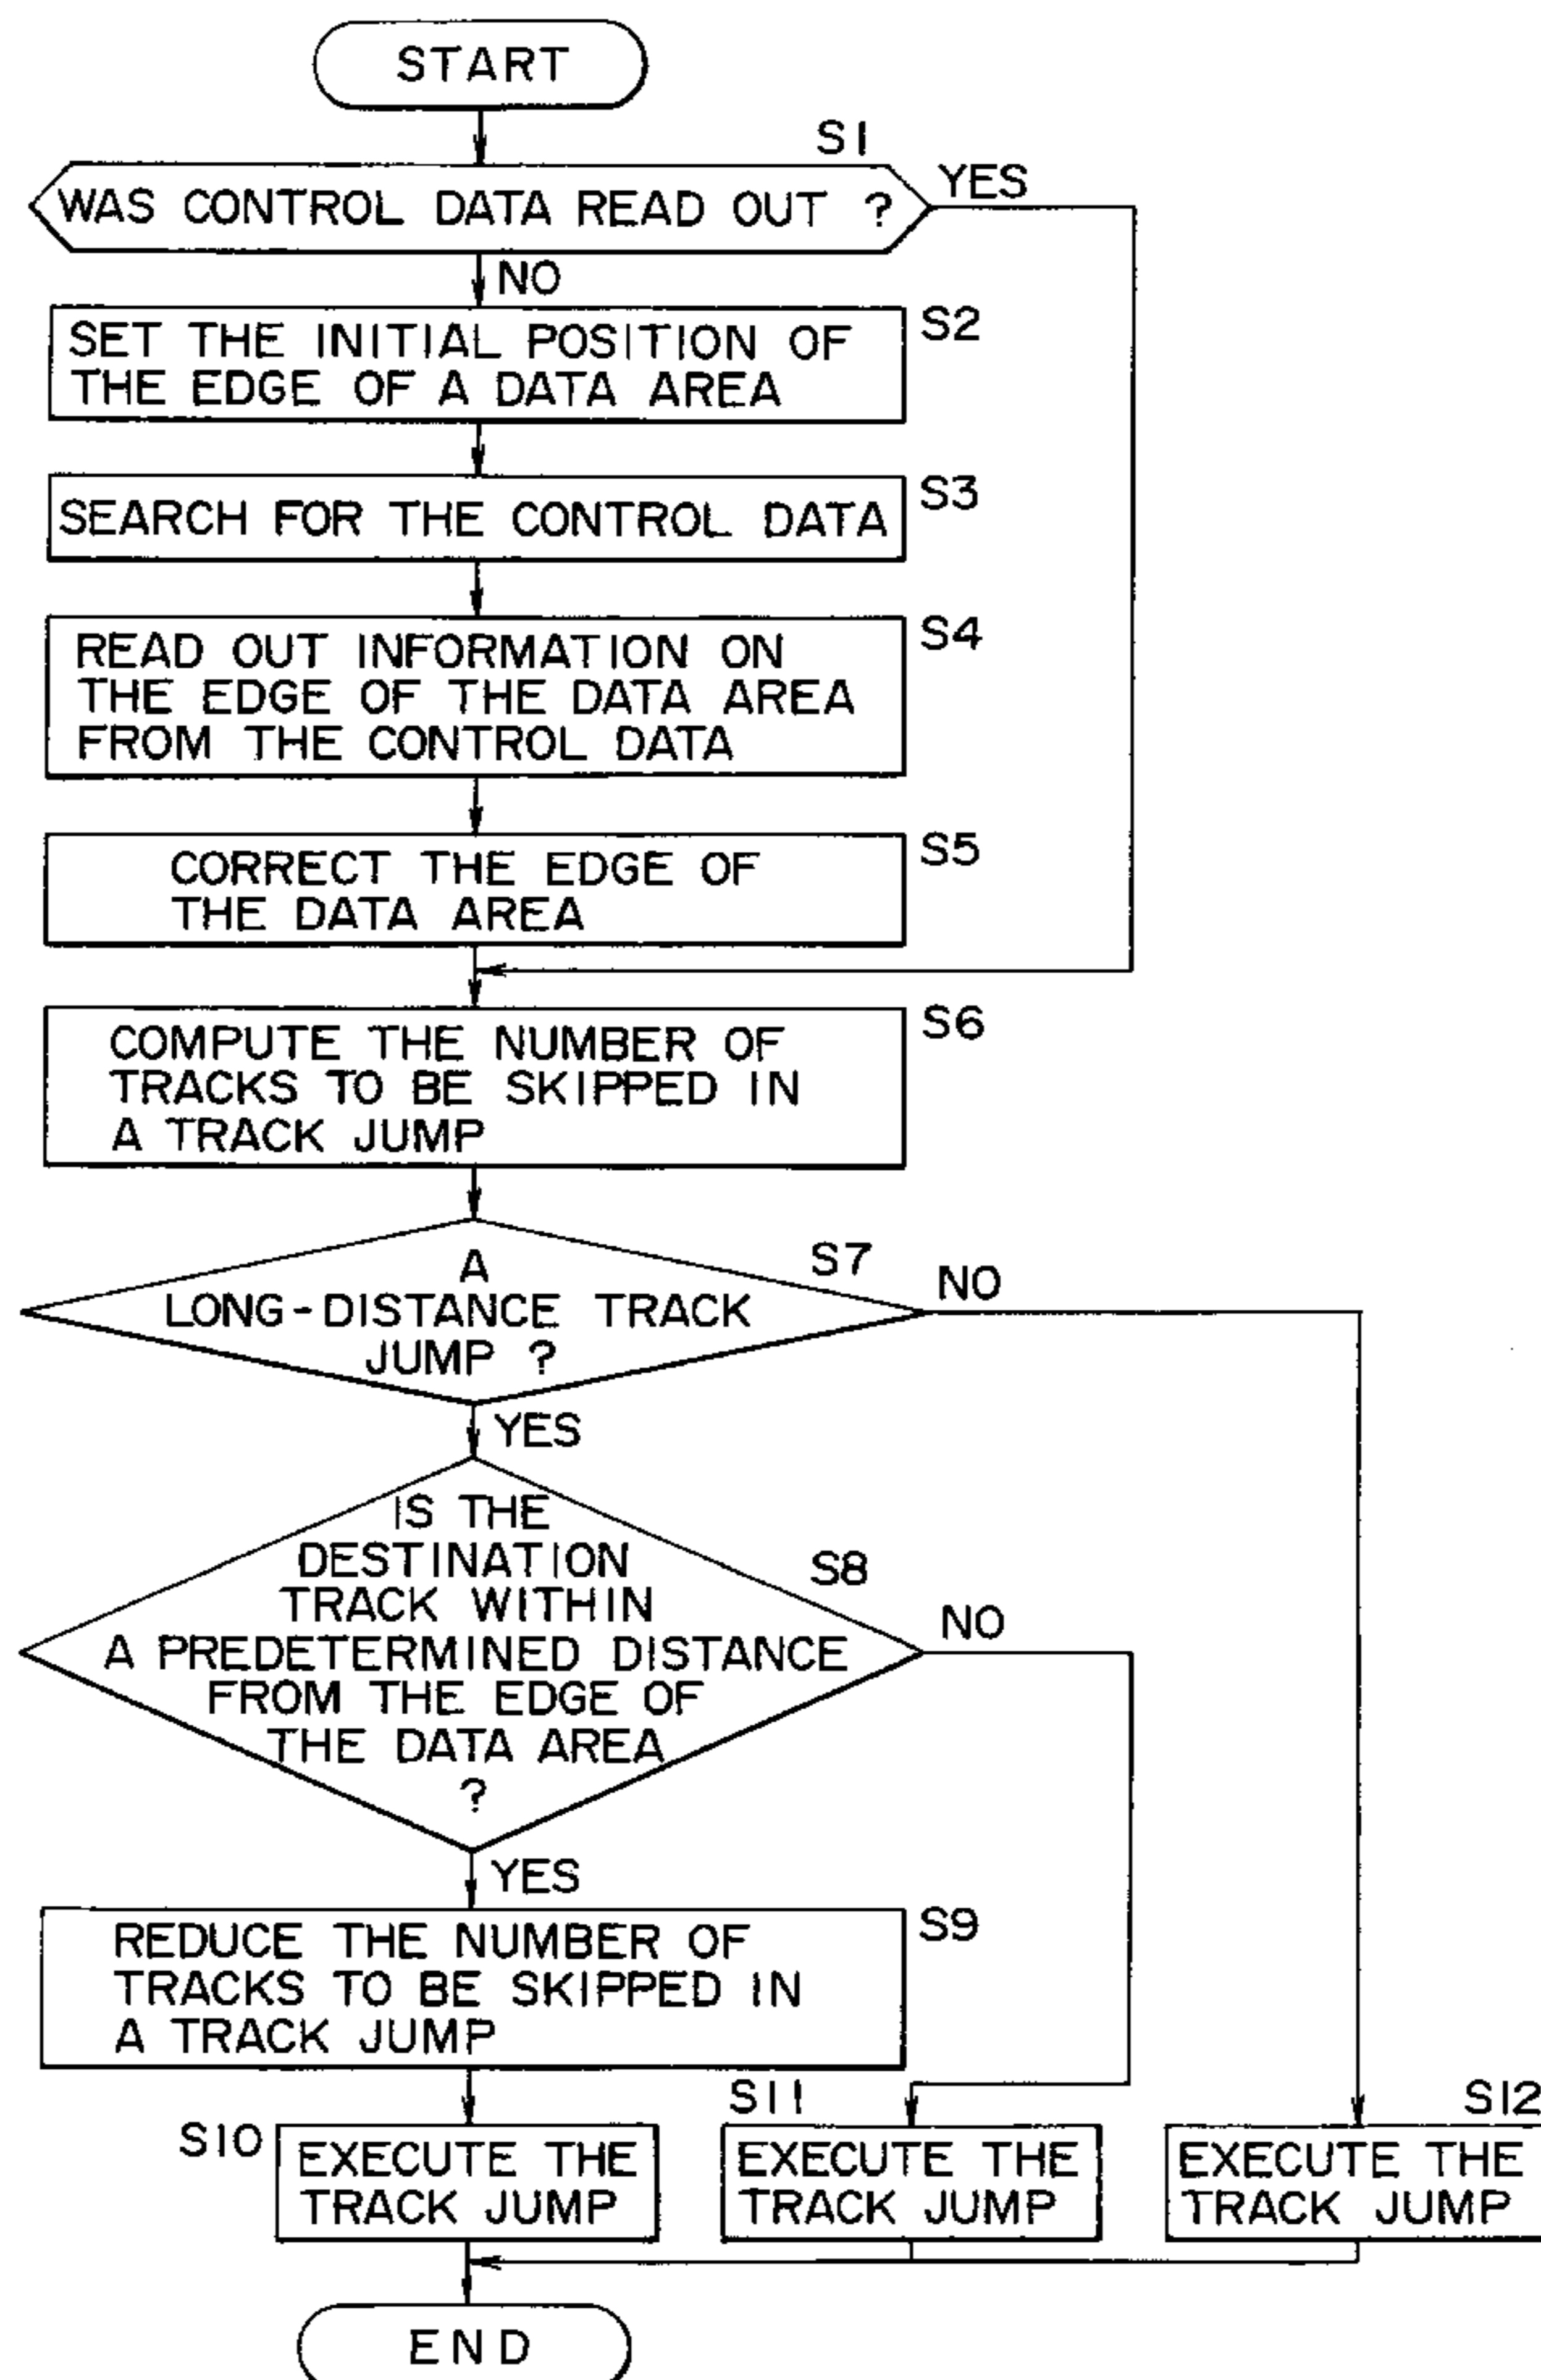 START
S1
WAS CONTROL DATA READ OUT ?
YES
NO
SET THE INITIAL POSITION OF
THE EDGE OF A DATA AREA
S2
SEARCH FOR THE CONTROL DATA
S3
READ OUT INFORMATION ON
THE EDGE OF THE DATA AREA
FROM THE CONTROL DATA
S4
CORRECT THE EDGE OF
THE DATA AREA
S5
COMPUTE THE NUMBER OF
TRACKS TO BE SKIPPED IN
A TRACK JUMP
S6
A
LONG-DISTANCE TRACK
JUMP ?
S7
NO
YES
IS THE
DESTINATION
TRACK WITHIN
A PREDETERMINED DISTANCE
FROM THE EDGE OF
THE DATA AREA
?
S8
NO
YES
REDUCE THE NUMBER OF
TRACKS TO BE SKIPPED IN
A TRACK JUMP
S9
S10
EXECUTE THE
TRACK JUMP
S11
EXECUTE THE
TRACK JUMP
S12
EXECUTE THE
TRACK JUMP
END